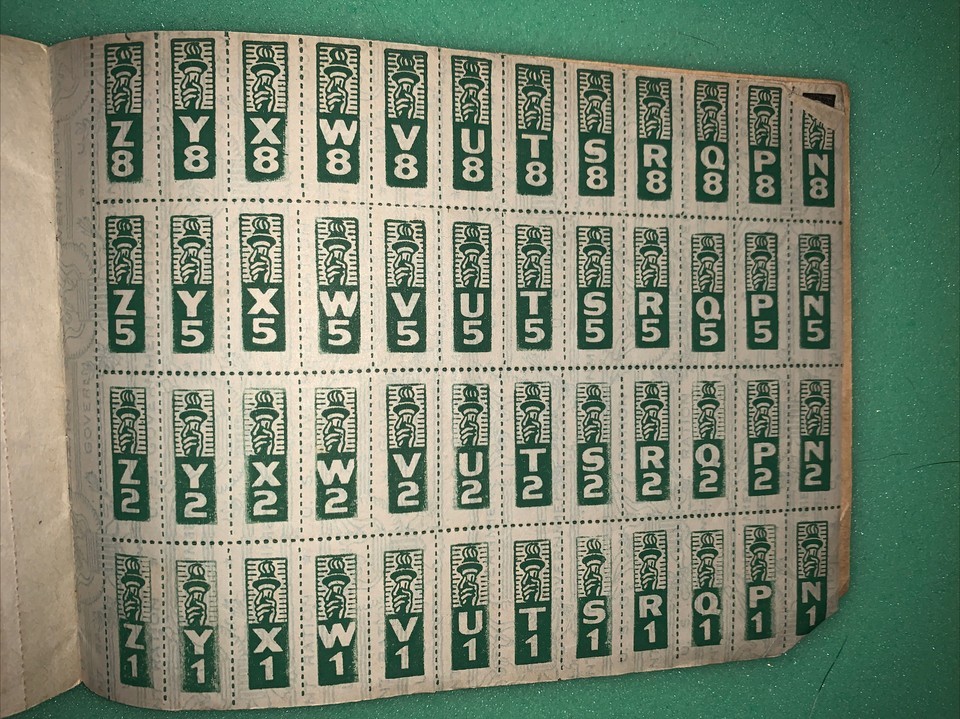 Z8 Y8 X8 W8 V8 U8 T8 S8 R8 Q8 P8 N8
Z5 Y5 X5 W5 V5 U5 T5 S5 R5 Q5 P5 N5
Z2 Y2 X2 W2 V2 U2 T2 S2 R2 Q2 P2 N2
Z1 Y1 X1 W1 V1 U1 T1 S1 R1 Q1 P1 N1